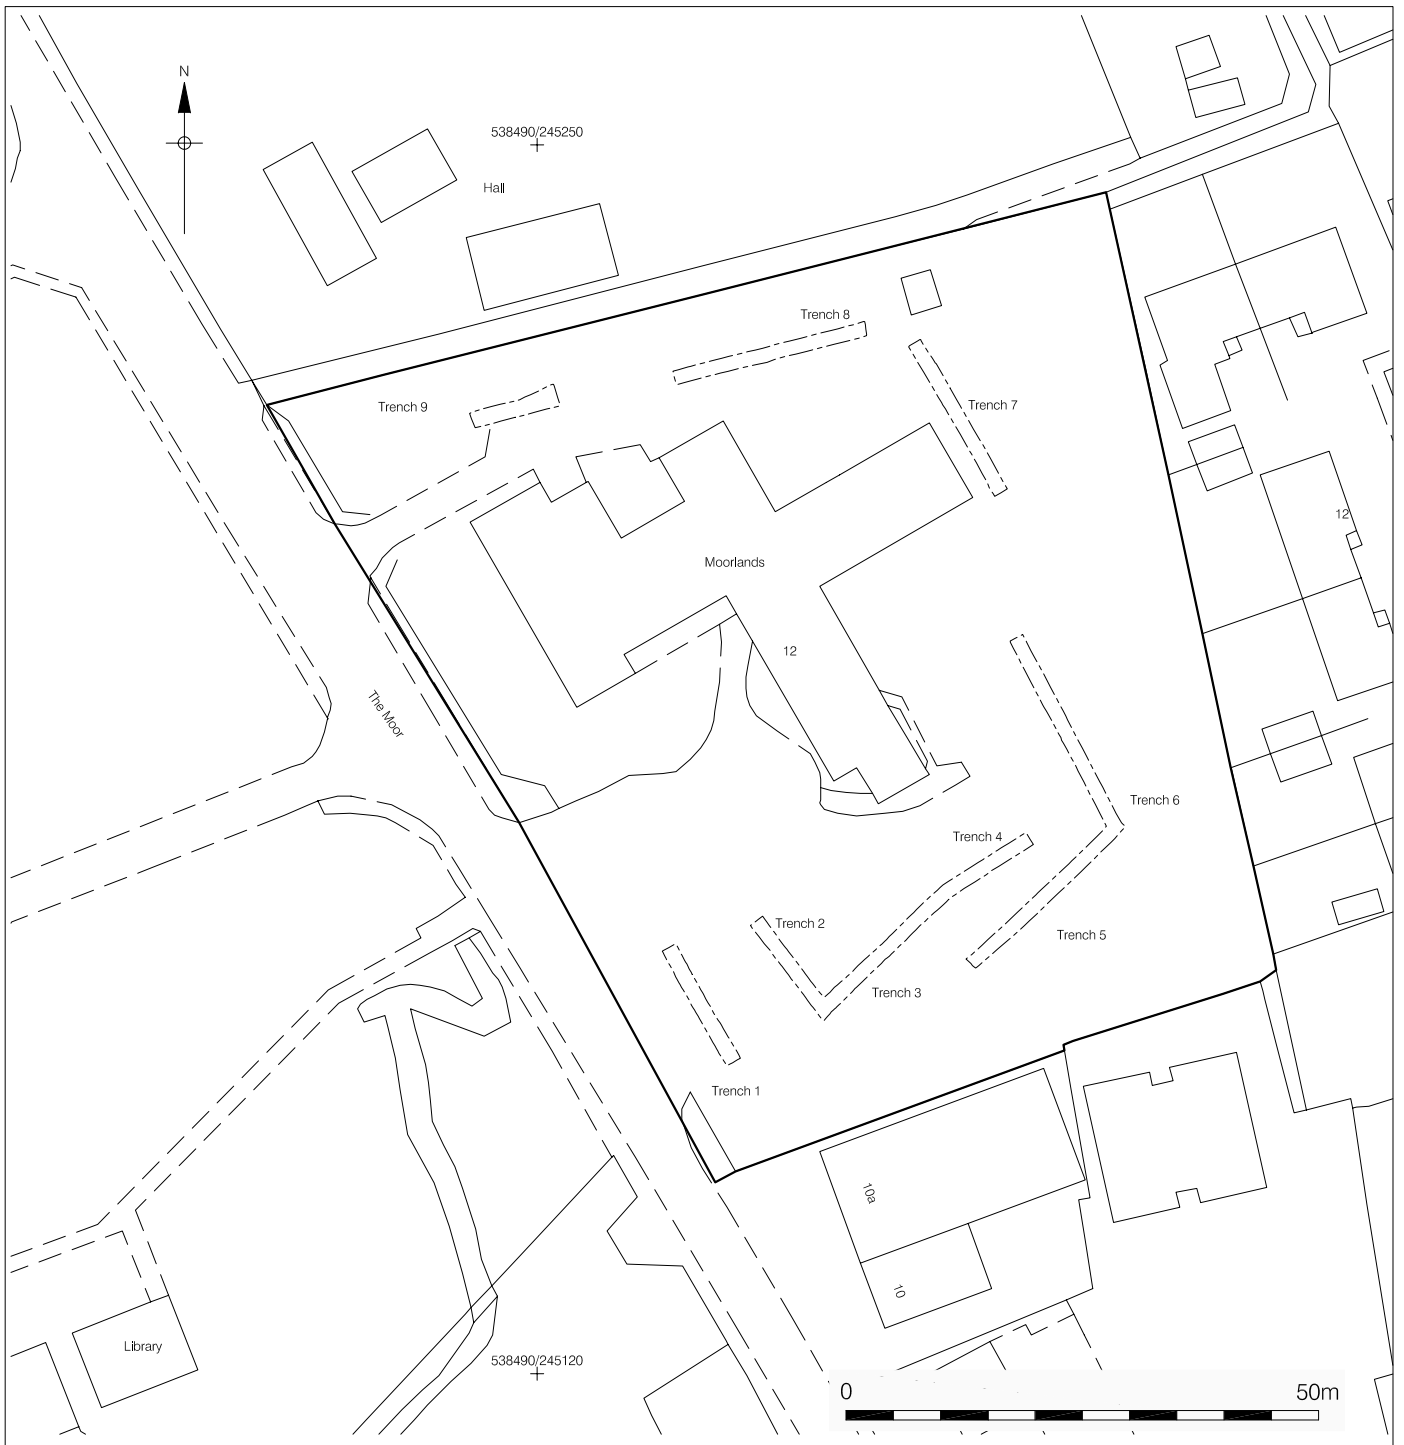 N
538490/245250
Hall
Trench 8
Trench 9
Trench 7
12
Moorlands
12
The Moor
Trench 6
Trench 4
Trench 2
Trench 5
Trench 3
Trench 1
10a
10
Library
538490/245120
0 50m